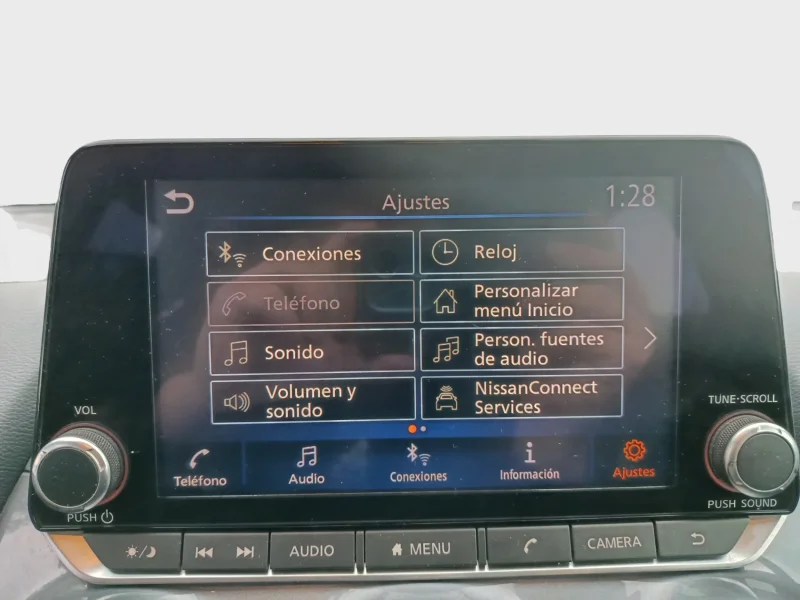 Ajustes
1:28
Conexiones
Reloj
Teléfono
Personalizar
menú Inicio
Sonido
Person. fuentes
de audio
Volumen y
sonido
NissanConnect
Services
Teléfono
Audio
Conexiones
Información
Ajustes
VOL
PUSH
TUNE·SCROLL
PUSH SOUND
AUDIO
MENU
CAMERA